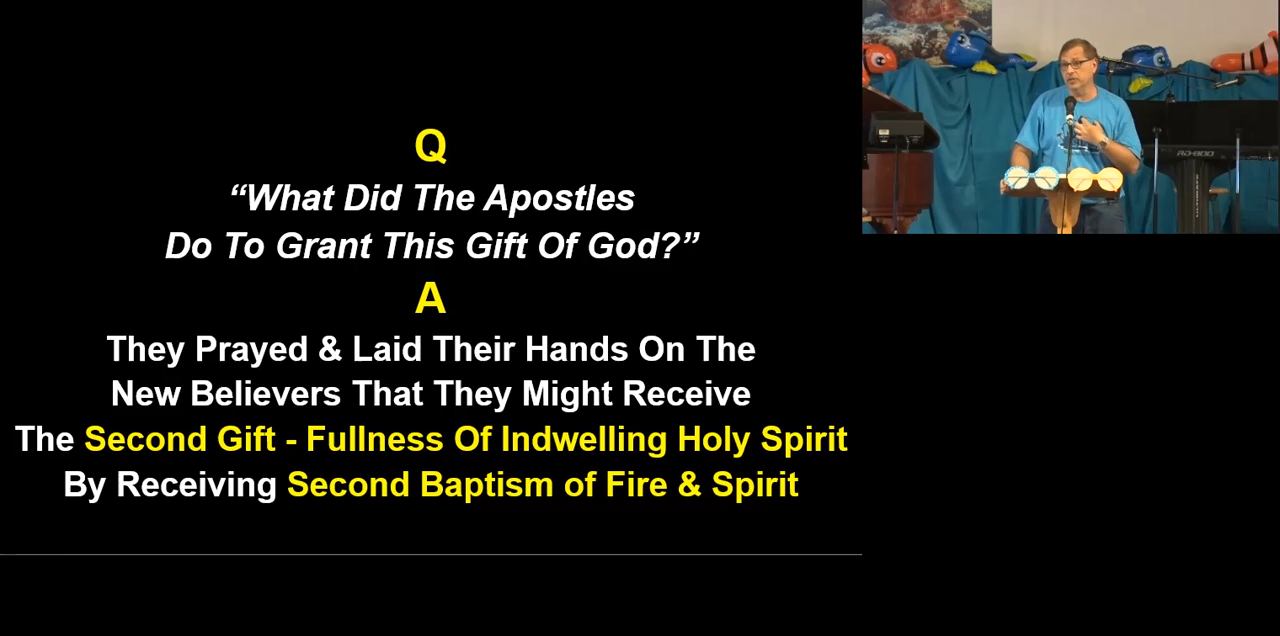 Q
“What Did The Apostles
Do To Grant This Gift Of God?”
A
They Prayed & Laid Their Hands On The
New Believers That They Might Receive
The Second Gift - Fullness Of Indwelling Holy Spirit
By Receiving Second Baptism of Fire & Spirit
RD-800